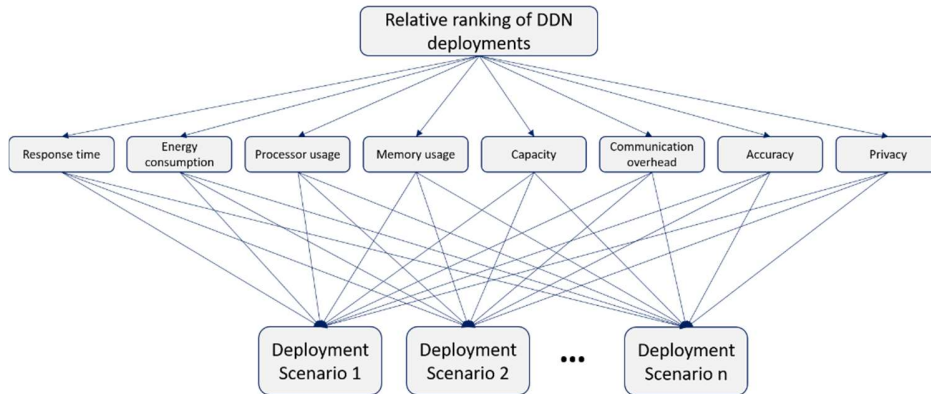 Relative ranking of DDN
deployments
Response time
Energy
consumption
Processor usage
Memory usage
Capacity
Communication
overhead
Accuracy
Privacy
Deployment
Scenario 1
Deployment
Scenario 2
...
Deployment
Scenario n